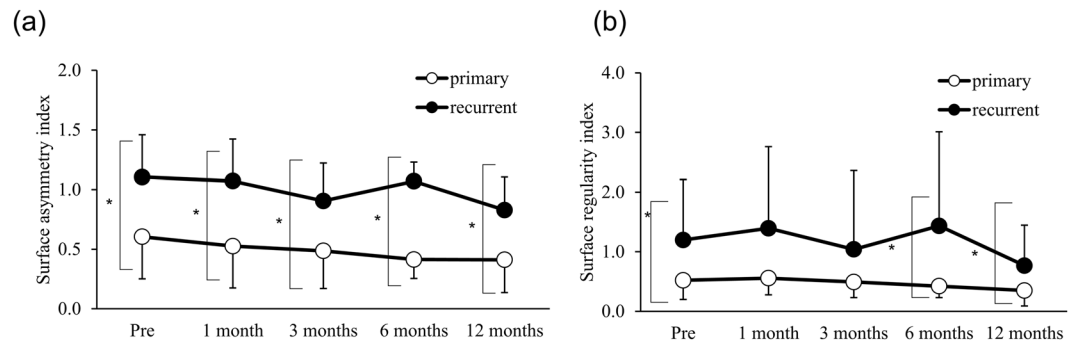 (a)
Surface asymmetry index
2.0
1.5
1.0
0.5
0.0
primary
recurrent
*
*
*
*
*
Pre
1 month
3 months
6 months
12 months
(b)
Surface regularity index
4.0
3.0
2.0
1.0
0.0
primary
recurrent
*
*
*
Pre
1 month
3 months
6 months
12 months